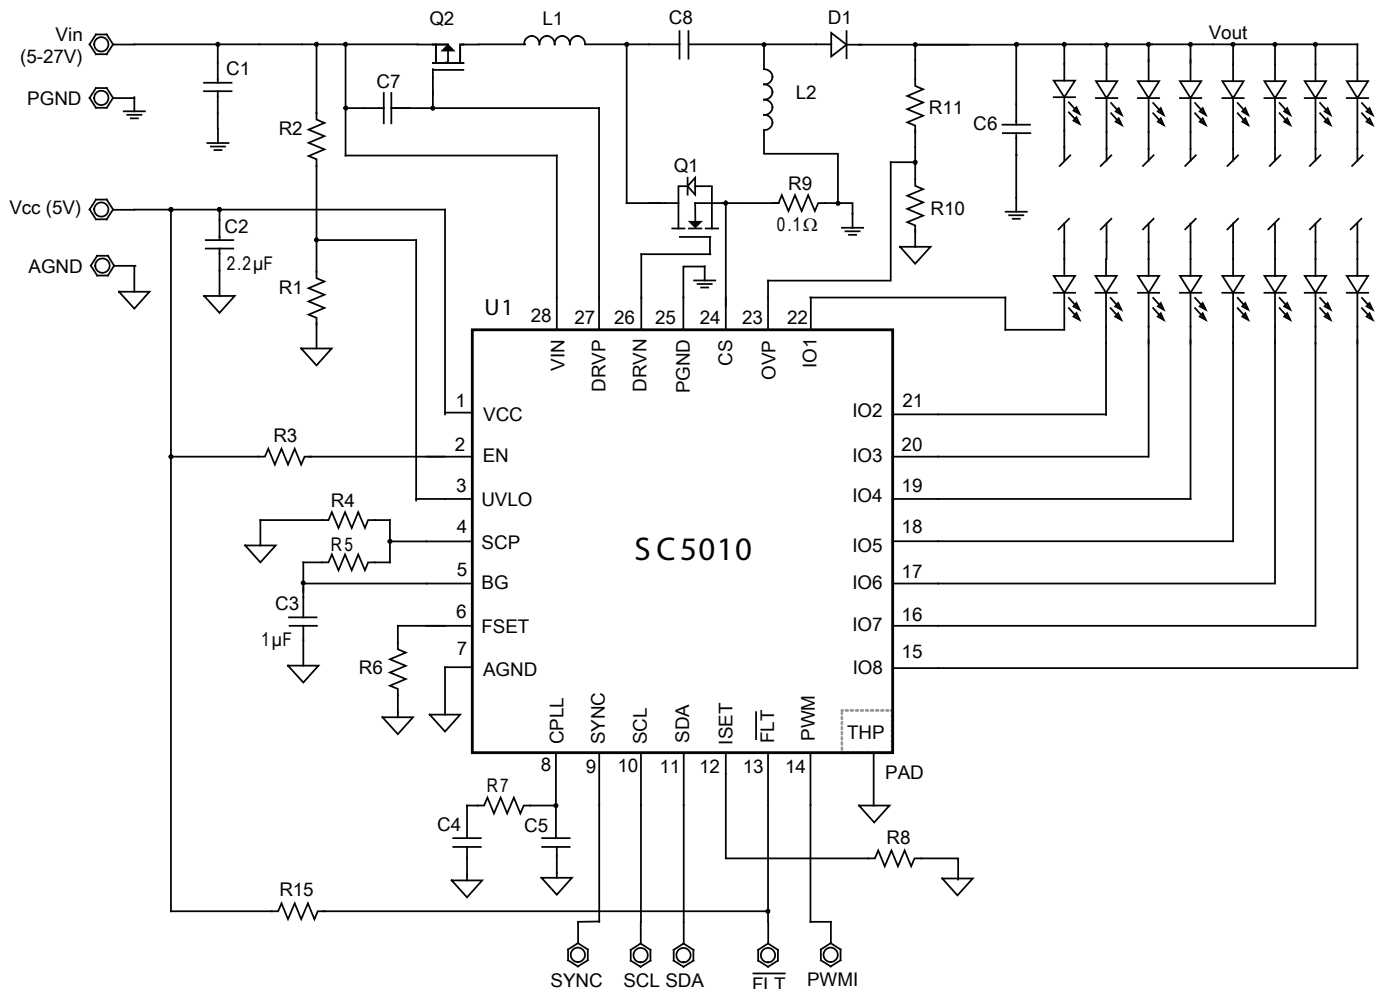 Vin
(5-27V)
PGND
Vcc (5V)
AGND
C1
C2
2.2µF
R2
R1
C7
Q2
L1
C8
D1
L2
Q1
R9
0.1Ω
R11
R10
C6
Vout
U1
28
27
26
25
24
23
22
VIN
DRVP
DRVN
PGND
CS
OVP
IO1
1
VCC
2
EN
3
UVLO
4
SCP
5
BG
6
FSET
7
AGND
R3
R4
R5
C3
1µF
R6
SC5010
IO2
21
IO3
20
IO4
19
IO5
18
IO6
17
IO7
16
IO8
15
CPLL
SYNC
SCL
SDA
ISET
FLT
PWM
THP
8
9
10
11
12
13
14
PAD
R7
C4
C5
R8
R15
SYNC
SCL
SDA
FLT
PWMI